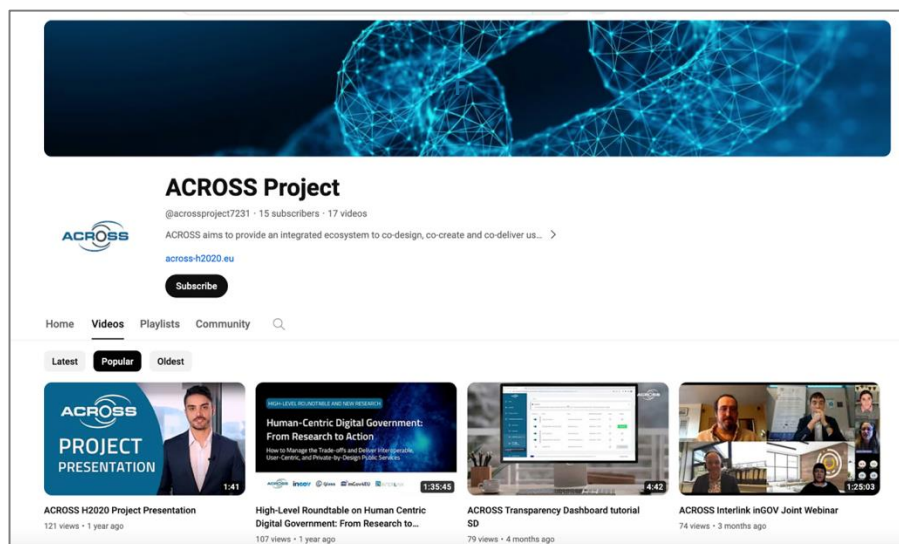 ACROSS Project
@acrossproject7231 · 15 subscribers · 17 videos
ACROSS
ACROSS aims to provide an integrated ecosystem to co-design, co-create and co-deliver us...
across-h2020.eu
Subscribe
Home Videos Playlists Community
Latest Popular Oldest
ACROSS
PROJECT
PRESENTATION
1:41
HIGH-LEVEL ROUNDTABLE AND NEW RESEARCH
Human-Centric Digital Government:
From Research to Action
How to Manage the Trade-offs and Deliver Interoperable,
User-Centric, and Private-by-Design Public Services
ACROSS
1:35:45
4:42
1:25:03
ACROSS H2020 Project Presentation
121 views · 1 year ago
High-Level Roundtable on Human Centric
Digital Government: From Research to...
107 views · 1 year ago
ACROSS Transparency Dashboard tutorial
SD
79 views · 4 months ago
ACROSS Interlink inGOV Joint Webinar
74 views · 3 months ago